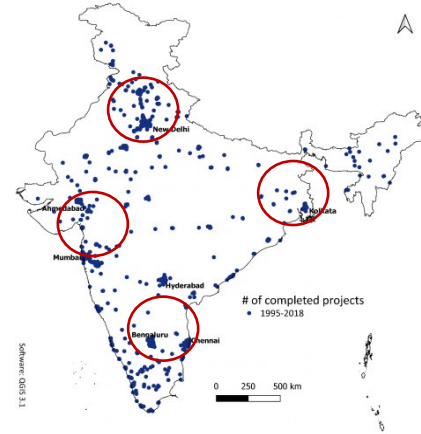 New Delhi
Ahmedabad
Kolkata
Mumbai
Hyderabad
# of completed projects
1995-2018
Bengaluru
Chennai
0 250 500 km
Software: QGIS 3.1